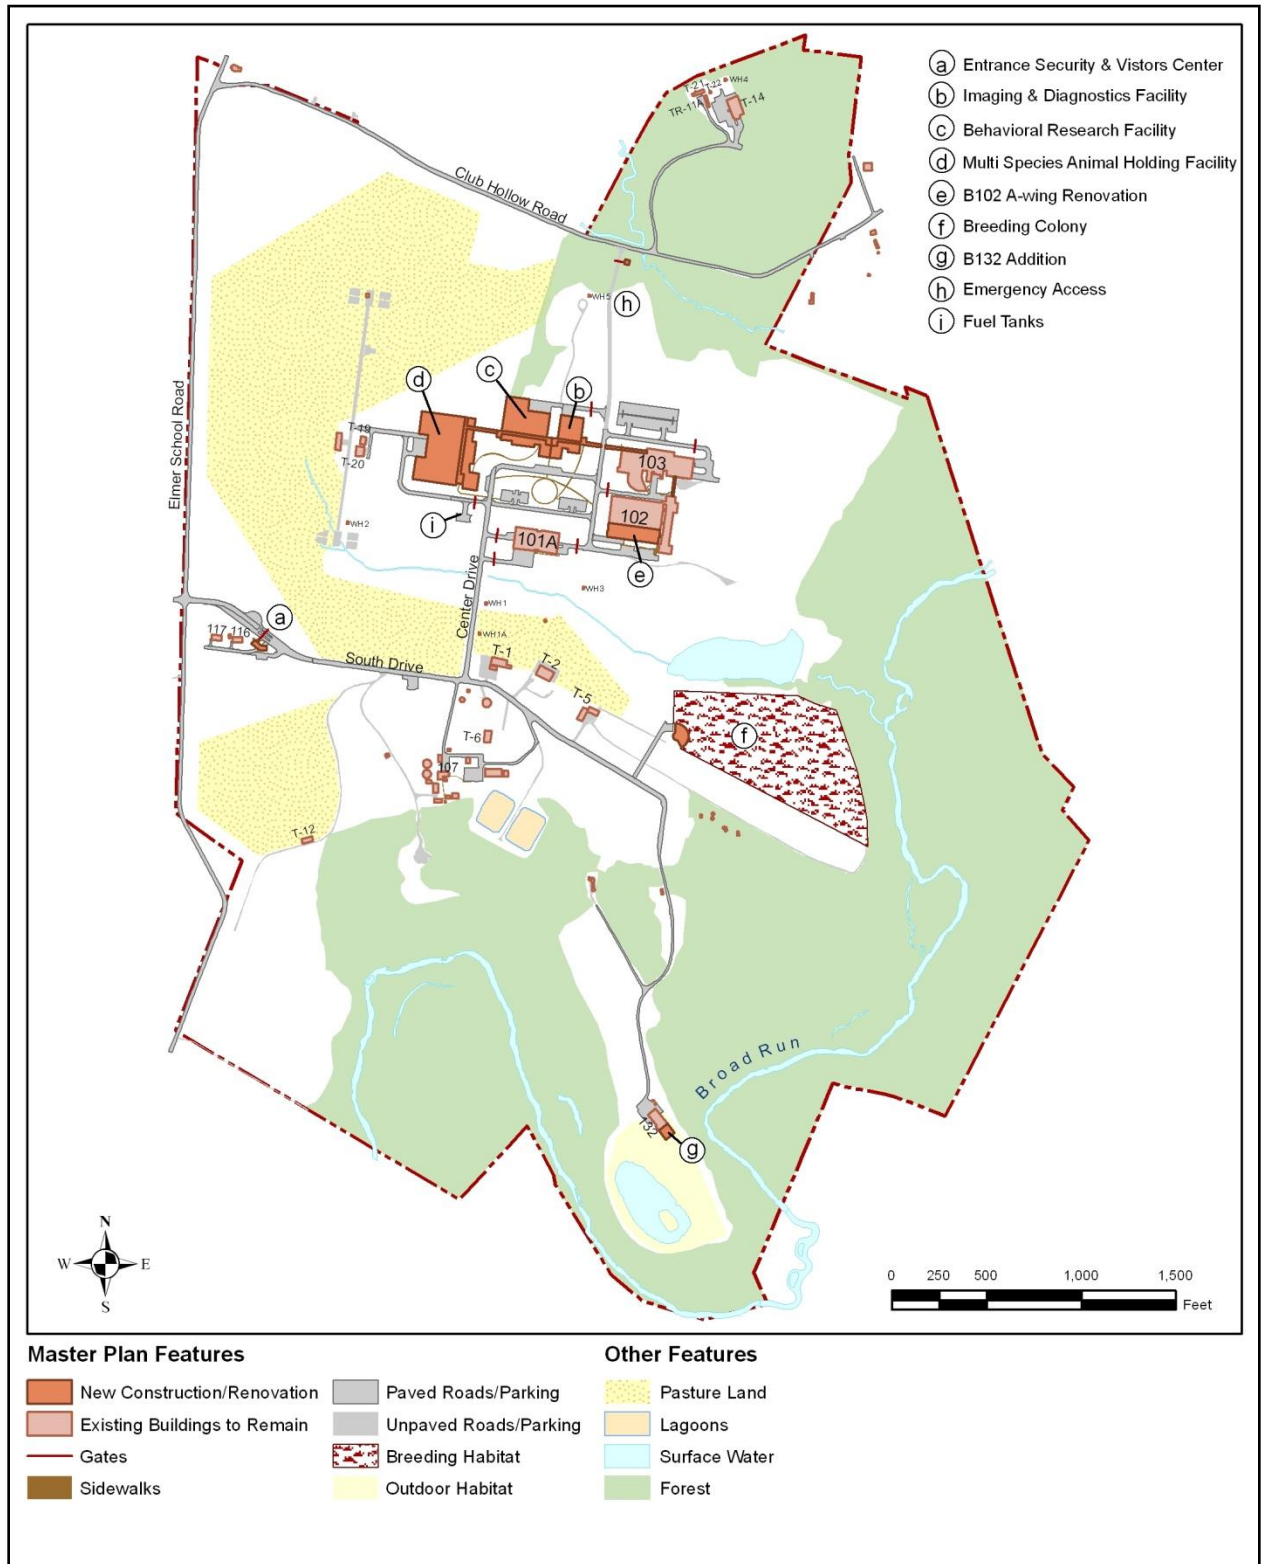 a Entrance Security & Vistors Center
b Imaging & Diagnostics Facility
c Behavioral Research Facility
d Multi Species Animal Holding Facility
e B102 A-wing Renovation
f Breeding Colony
g B132 Addition
h Emergency Access
i Fuel Tanks
T-21
T-22
WH4
TR-11A
T-14
Club Hollow Road
WH5
h
Elmer School Road
d
c
b
T-19
T-20
103
WH2
i
102
101A
e
Center Drive
WH3
WH1
a
117
116
WH1A
South Drive
T-1
T-2
T-5
T-6
f
107
T-12
Broad Run
132
g
N
W
E
S
0 250 500 1,000 1,500
Feet
Master Plan Features
New Construction/Renovation
Existing Buildings to Remain
Gates
Sidewalks
Paved Roads/Parking
Unpaved Roads/Parking
Breeding Habitat
Outdoor Habitat
Other Features
Pasture Land
Lagoons
Surface Water
Forest